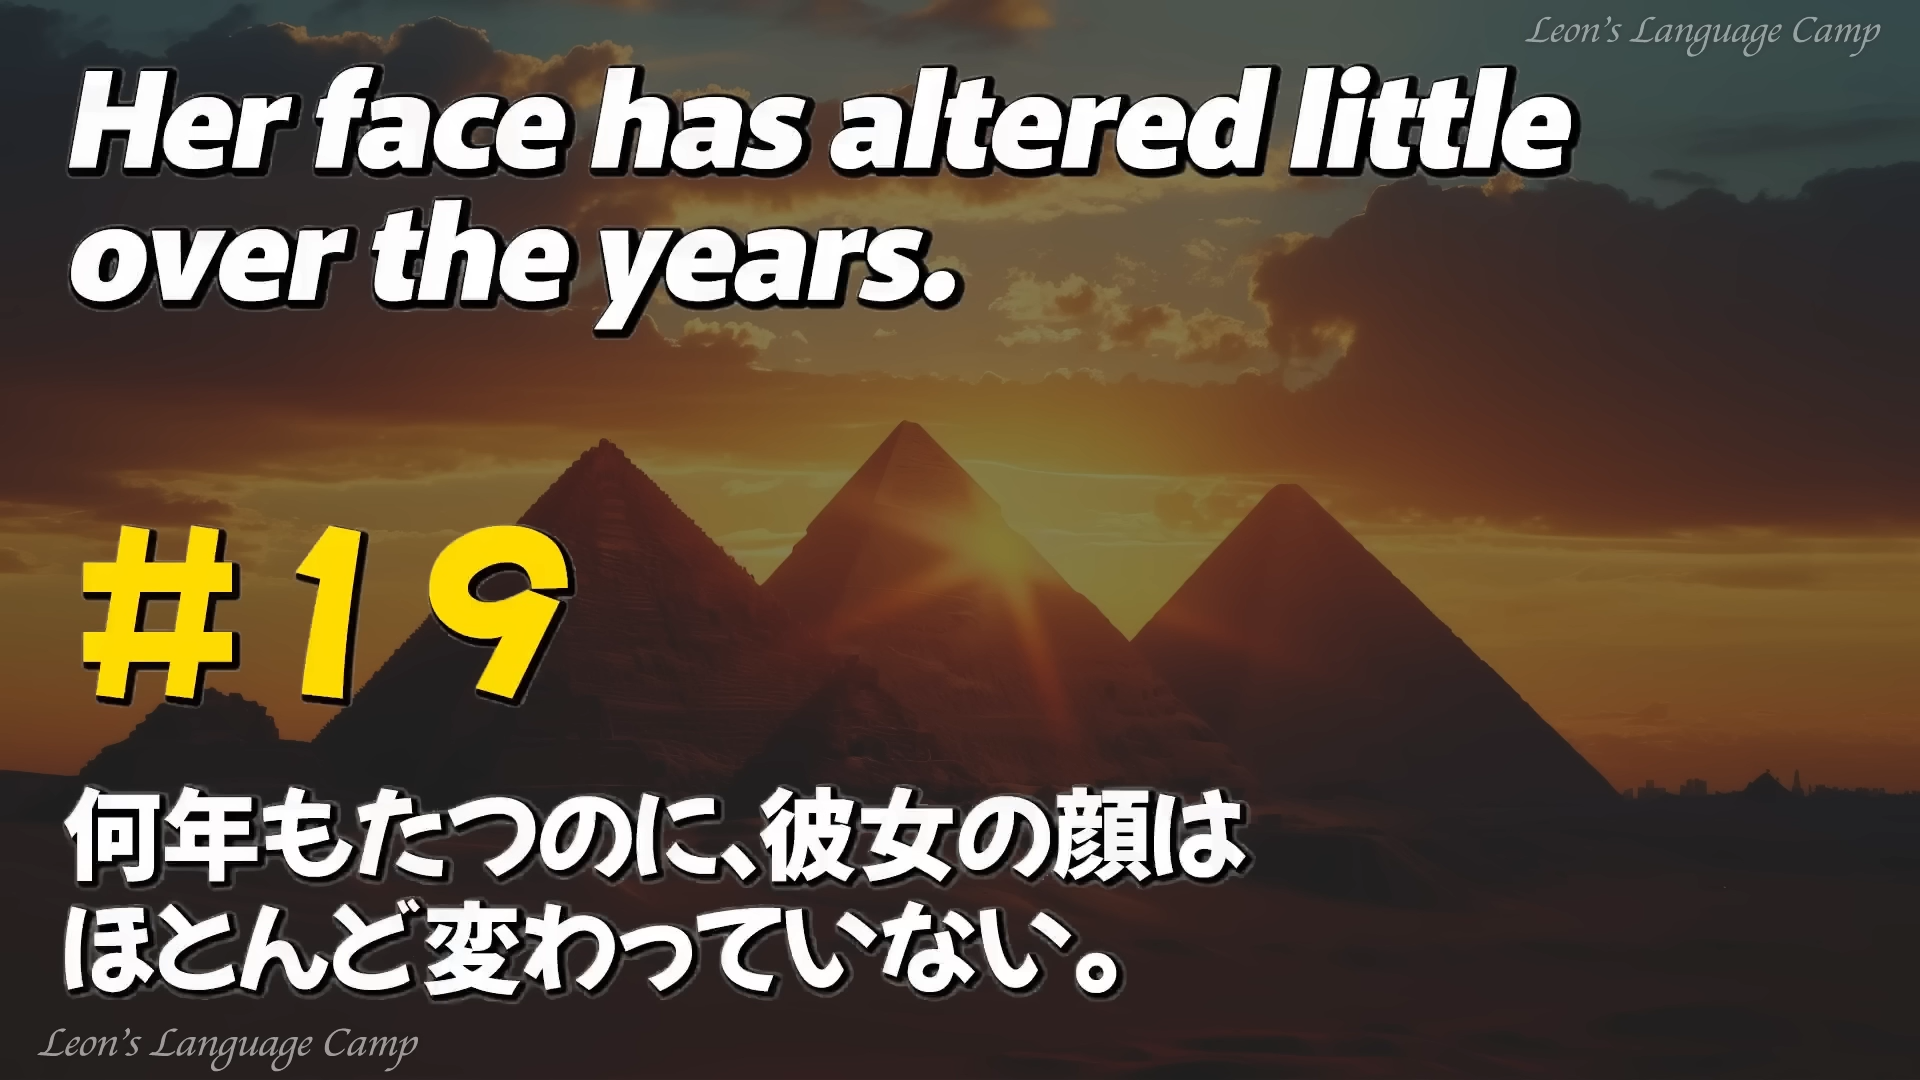 Leon's Language Camp
Her face has altered little
over the years.
#19
何年もたつのに、彼女の顔は
ほとんど変わっていない。
Leon's Language Camp